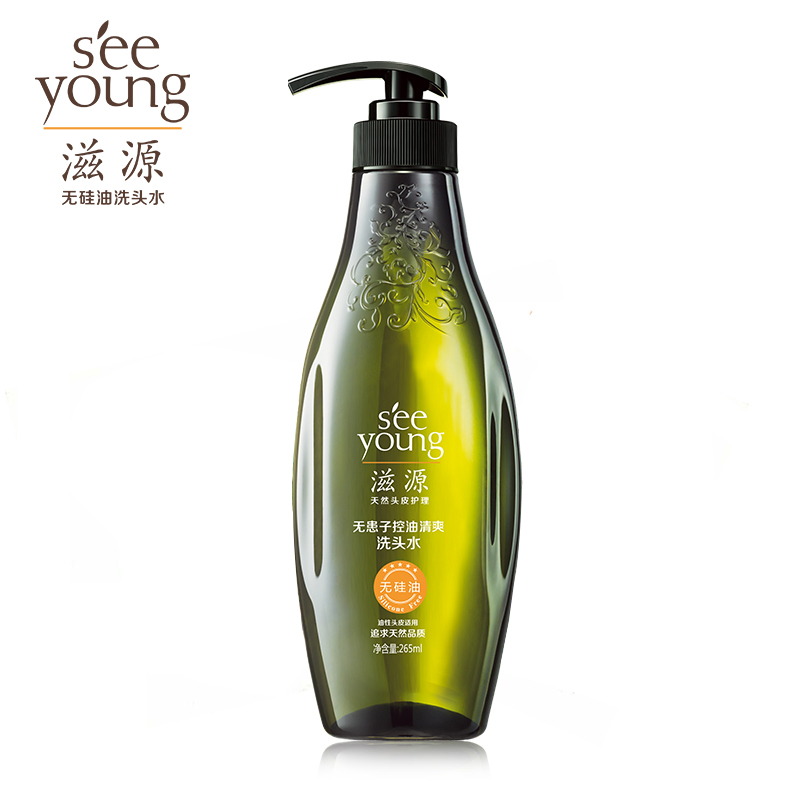 s'ee
young
滋源
无硅油洗头水
s'ee
young
滋源
天然头皮护理
无患子控油清爽
洗头水
无硅油
Silicone Free
油性头皮适用
追求天然品质
净含量:265ml